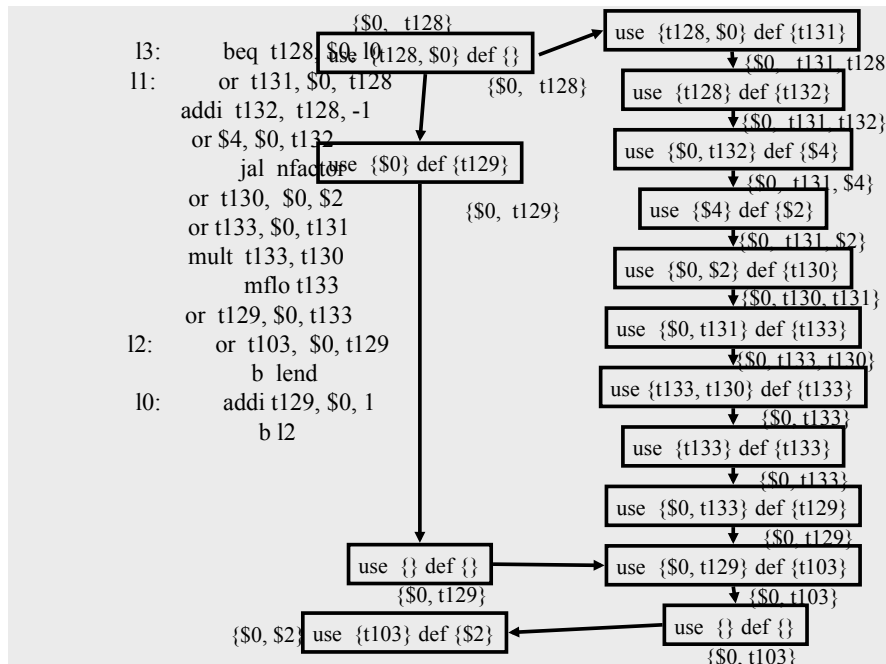 l3: beq t128, $0, l0
l1: or t131, $0, t128
addi t132, t128, -1
or $4, $0, t132
jal nfactor
or t130, $0, $2
or t133, $0, t131
mult t133, t130
mflo t133
or t129, $0, t133
l2: or t103, $0, t129
b lend
l0: addi t129, $0, 1
b l2
{$0, t128}
use {t128, $0} def {}
{$0, t128}
use {$0} def {t129}
{$0, t129}
use {} def {}
{$0, t129}
use {t128, $0} def {t131}
{$0, t131, t128
use {t128} def {t132}
{$0, t131, t132}
use {$0, t132} def {$4}
{$0, t131, $4}
use {$4} def {$2}
{$0, t131, $2}
use {$0, $2} def {t130}
{$0, t130, t131}
use {$0, t131} def {t133}
{$0, t133, t130}
use {t133, t130} def {t133}
{$0, t133}
use {t133} def {t133}
{$0, t133}
use {$0, t133} def {t129}
{$0, t129}
use {$0, t129} def {t103}
{$0, t103}
use {} def {}
{$0, t103}
{$0, $2}
use {t103} def {$2}